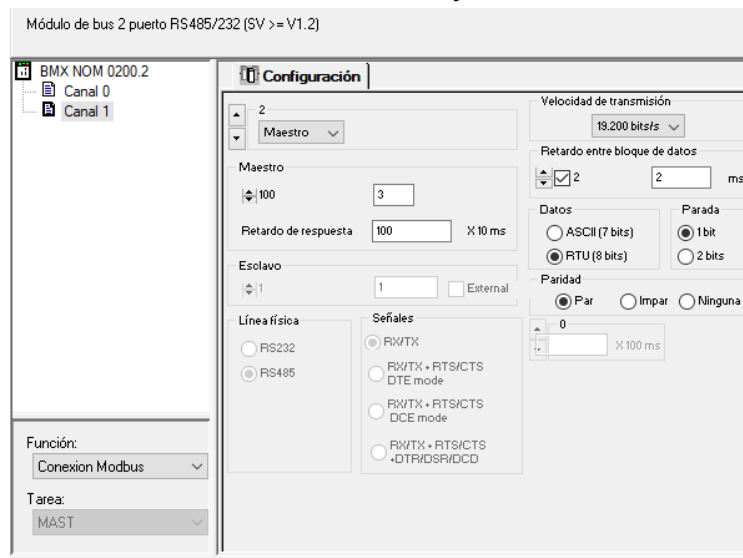 Módulo de bus 2 puerto RS485/232 (SV >= V1.2)
BMX NOM 0200.2
Canal 0
Canal 1
Función:
Conexion Modbus
Tarea:
MAST
Configuración
2
Maestro
Maestro
100 3
Retardo de respuesta 100 X 10 ms
Esclavo
1 1 External
Línea física
RS232
RS485
Señales
RX/TX
RX/TX + RTS/CTS
DTE mode
RX/TX + RTS/CTS
DCE mode
RX/TX + RTS/CTS
+DTR/DSR/DCD
Velocidad de transmisión
19.200 bits/s
Retardo entre bloque de datos
2 2 ms
Datos
ASCII (7 bits)
RTU (8 bits)
Parada
1 bit
2 bits
Paridad
Par Impar Ninguna
0
X 100 ms